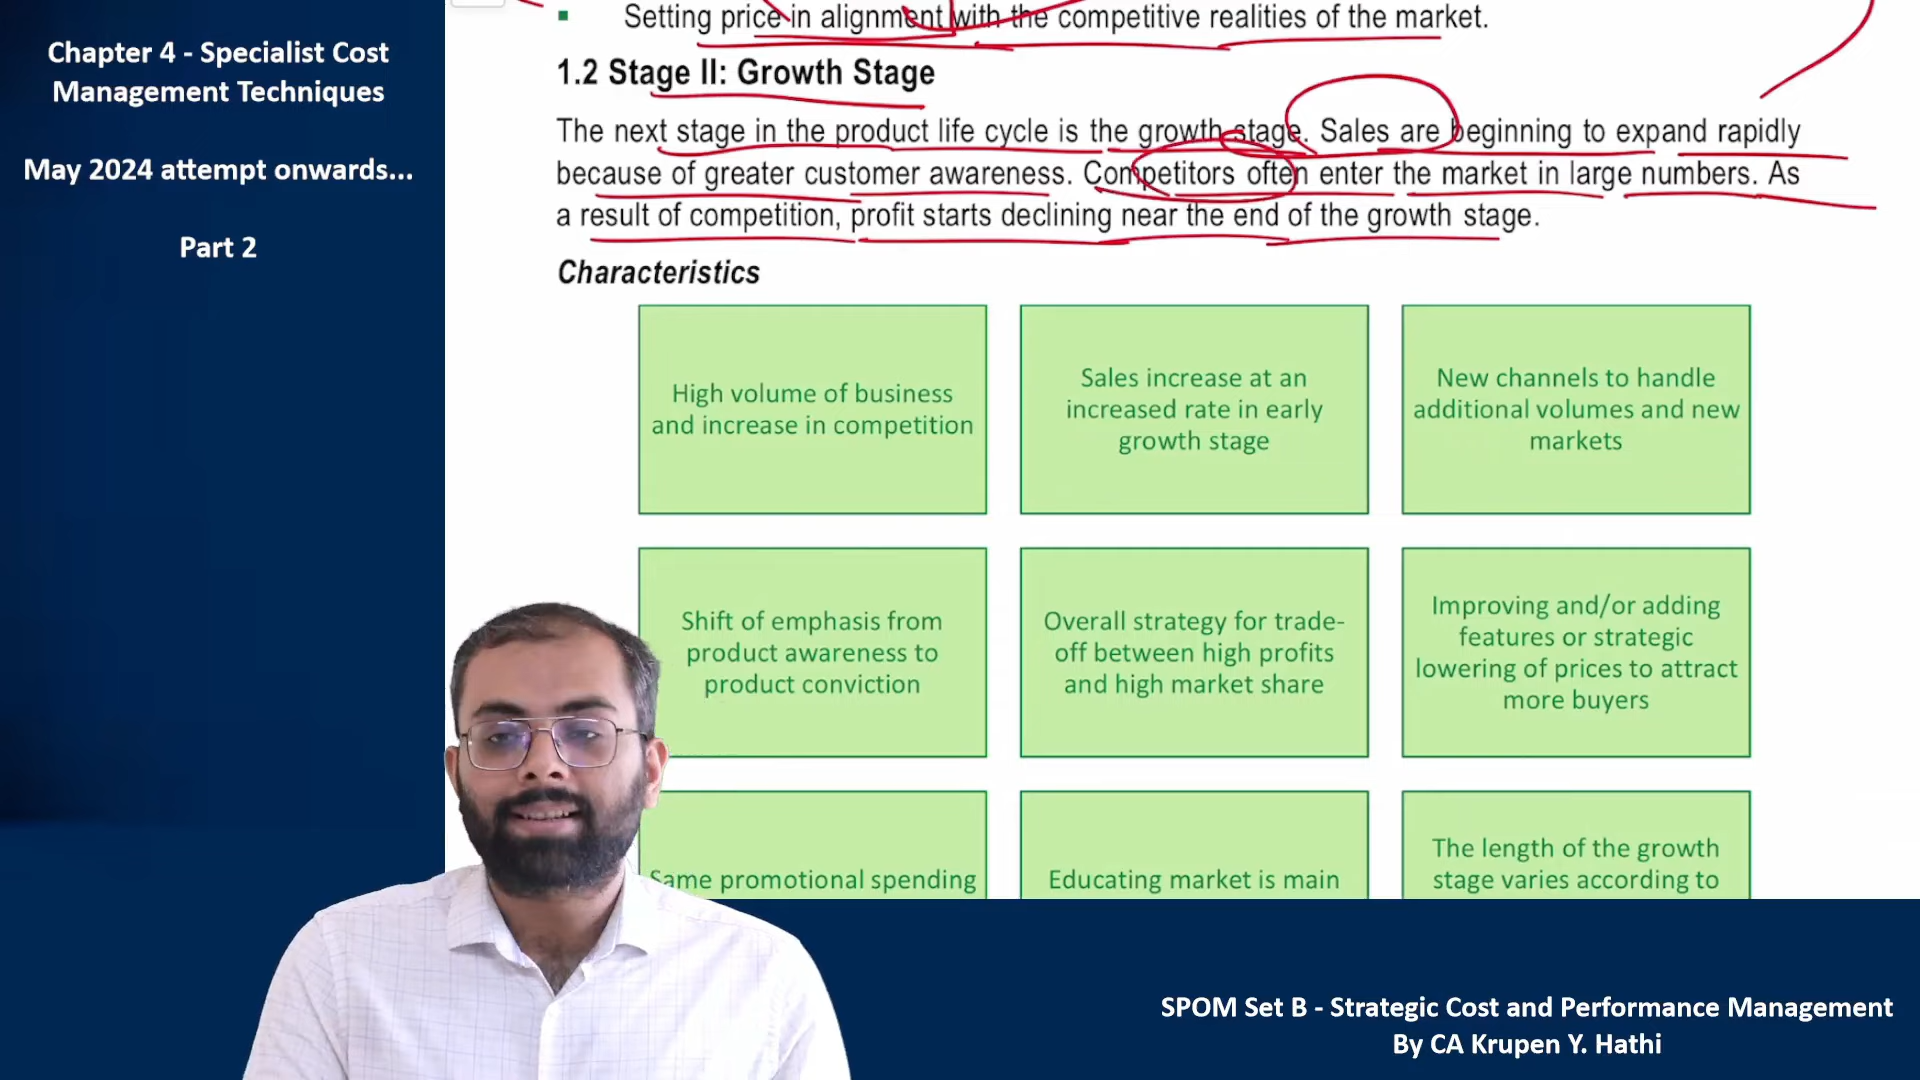 Chapter 4 - Specialist Cost
Management Techniques
May 2024 attempt onwards...
Part 2
Setting price in alignment with the competitive realities of the market.
1.2 Stage II: Growth Stage
The next stage in the product life cycle is the growth stage. Sales are beginning to expand rapidly
because of greater customer awareness. Competitors often enter the market in large numbers. As
a result of competition, profit starts declining near the end of the growth stage.
Characteristics
High volume of business
and increase in competition
Sales increase at an
increased rate in early
growth stage
New channels to handle
additional volumes and new
markets
Shift of emphasis from
product awareness to
product conviction
Overall strategy for trade-
off between high profits
and high market share
Improving and/or adding
features or strategic
lowering of prices to attract
more buyers
Same promotional spending
Educating market is main
The length of the growth
stage varies according to
SPOM Set B - Strategic Cost and Performance Management
By CA Krupen Y. Hathi